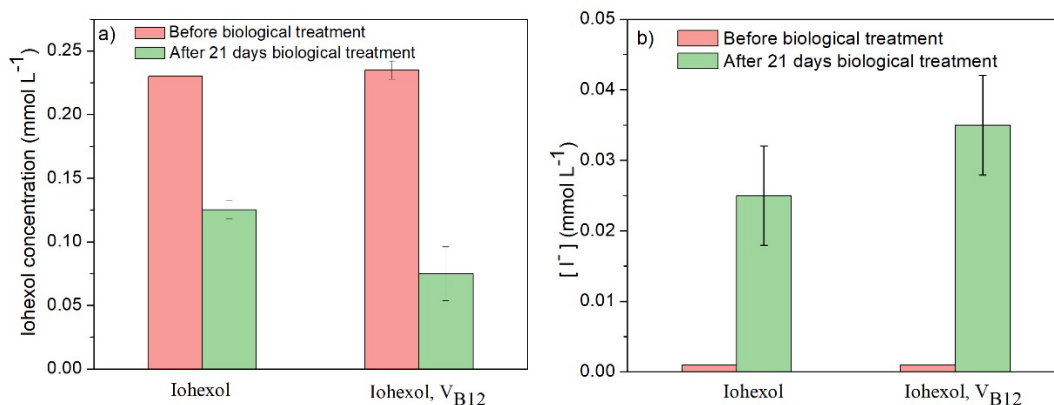 a)
Before biological treatment
After 21 days biological treatment
Iohexol concentration (mmol L⁻¹)
0.25
0.20
0.15
0.10
0.05
0.00
Iohexol
Iohexol, V_B12
b)
Before biological treatment
After 21 days biological treatment
[ I⁻] (mmol L⁻¹)
0.05
0.04
0.03
0.02
0.01
0.00
Iohexol
Iohexol, V_B12